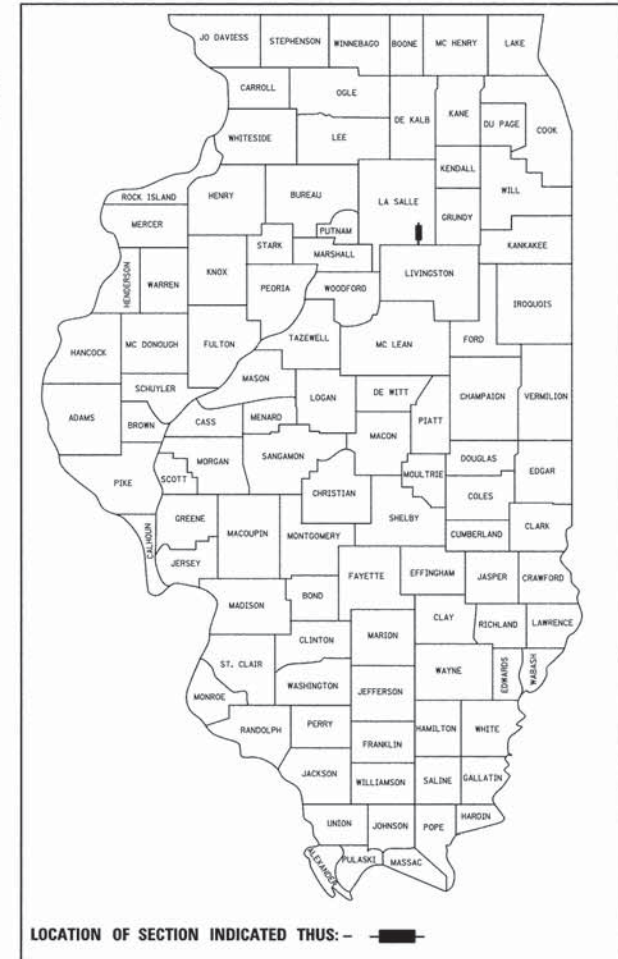 JO DAVIESS STEPHENSON WINNEBAGO BOONE MC HENRY LAKE
CARROLL OGLE DE KALB KANE DU PAGE COOK
WHITESIDE LEE KENDALL WILL
ROCK ISLAND HENRY BUREAU LA SALLE GRUNDY
MERCER STARK PUTNAM KANKAKEE
MARSHALL LIVINGSTON
HENDERSON WARREN KNOX PEORIA WOODFORD IROQUOIS
HANCOCK MC DONOUGH FULTON TAZEWELL MC LEAN FORD
SCHUYLER MASON LOGAN DE WITT CHAMPAIGN VERMILION
ADAMS BROWN CASS MENARD MACON PIATT
PIKE SCOTT MORGAN SANGAMON MOULTRIE DOUGLAS EDGAR
CHRISTIAN COLES
CALHOUN GREENE MACOUPIN MONTGOMERY SHELBY CUMBERLAND CLARK
JERSEY FAYETTE EFFINGHAM JASPER CRAWFORD
MADISON BOND CLAY RICHLAND LAWRENCE
CLINTON MARION
ST. CLAIR WAYNE EDWARDS WABASH
MONROE WASHINGTON JEFFERSON
RANDOLPH PERRY HAMILTON WHITE
FRANKLIN
JACKSON WILLIAMSON SALINE GALLATIN
UNION JOHNSON POPE HARDIN
ALEXANDER PULASKI MASSAC
LOCATION OF SECTION INDICATED THUS: -